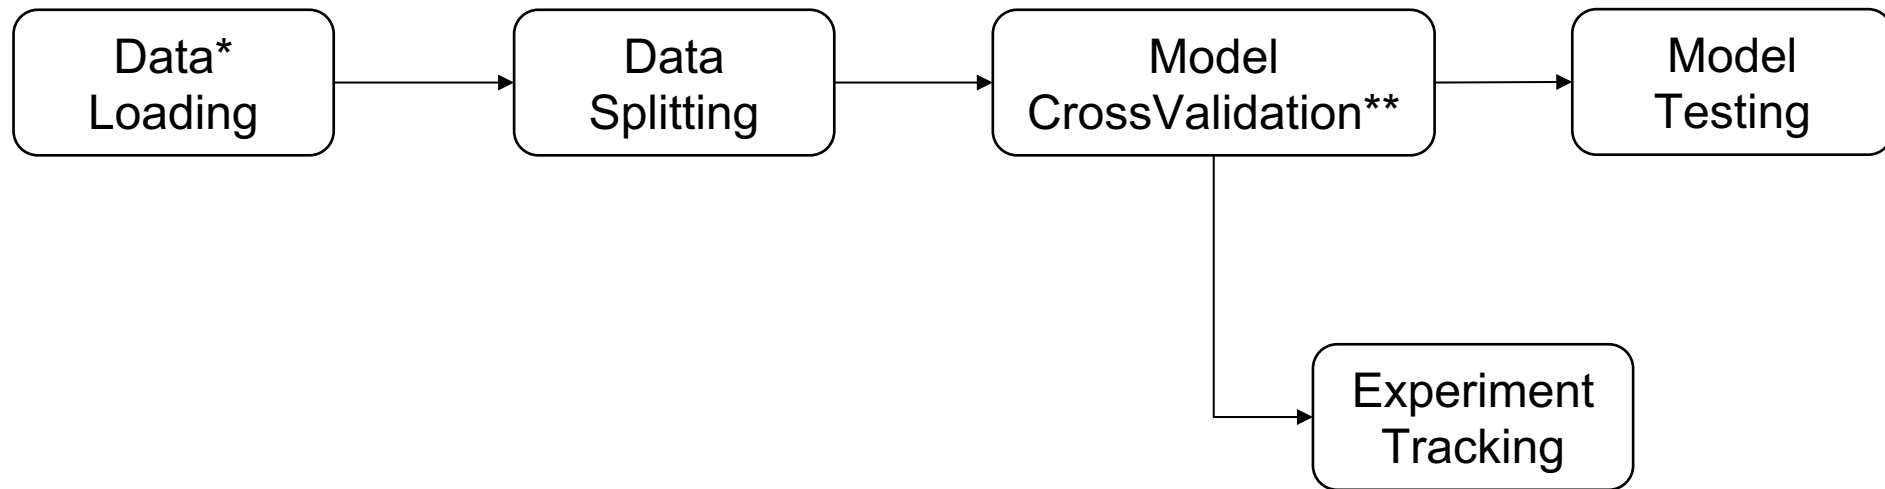 Data*
Loading
Data
Splitting
Model
CrossValidation**
Model
Testing
Experiment
Tracking